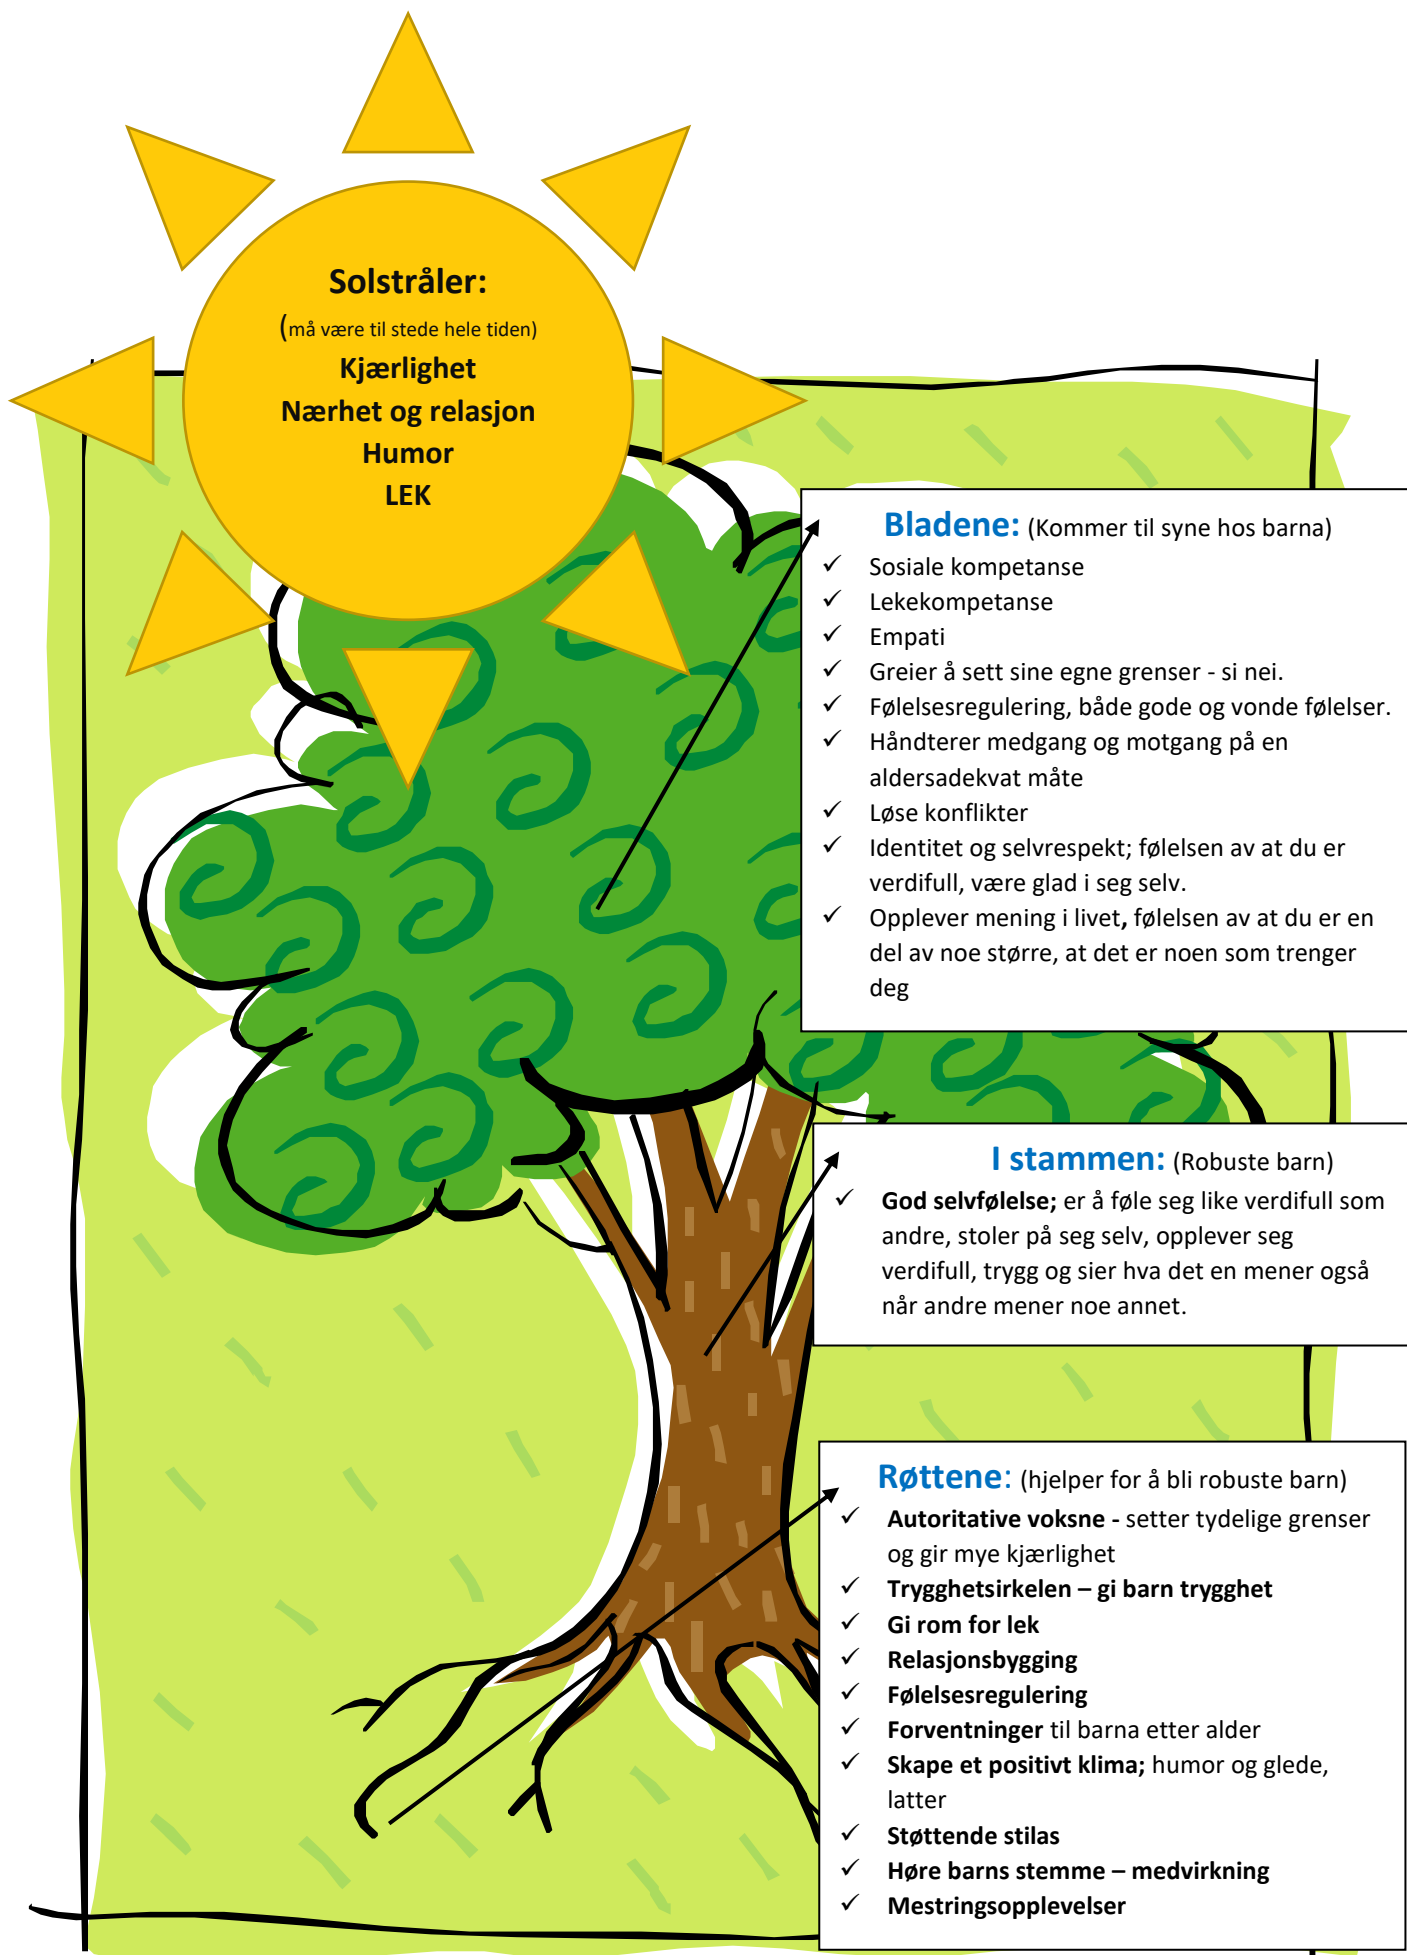 Solstråler:
(må være til stede hele tiden)
Kjærlighet
Nærhet og relasjon
Humor
LEK
Bladene: (Kommer til syne hos barna)
✓ Sosiale kompetanse
✓ Lekekompetanse
✓ Empati
✓ Greier å sett sine egne grenser - si nei.
✓ Følelsesregulering, både gode og vonde følelser.
✓ Håndterer medgang og motgang på en
aldersadekvat måte
✓ Løse konflikter
✓ Identitet og selvrespekt; følelsen av at du er
verdifull, være glad i seg selv.
✓ Opplever mening i livet, følelsen av at du er en
del av noe større, at det er noen som trenger
deg
I stammen: (Robuste barn)
✓ God selvfølelse; er å føle seg like verdifull som
andre, stoler på seg selv, opplever seg
verdifull, trygg og sier hva det en mener også
når andre mener noe annet.
Røttene: (hjelper for å bli robuste barn)
✓ Autoritative voksne - setter tydelige grenser
og gir mye kjærlighet
✓ Trygghetsirkelen – gi barn trygghet
✓ Gi rom for lek
✓ Relasjonsbygging
✓ Følelsesregulering
✓ Forventninger til barna etter alder
✓ Skape et positivt klima; humor og glede,
latter
✓ Støttende stilas
✓ Høre barns stemme – medvirkning
✓ Mestringsopplevelser